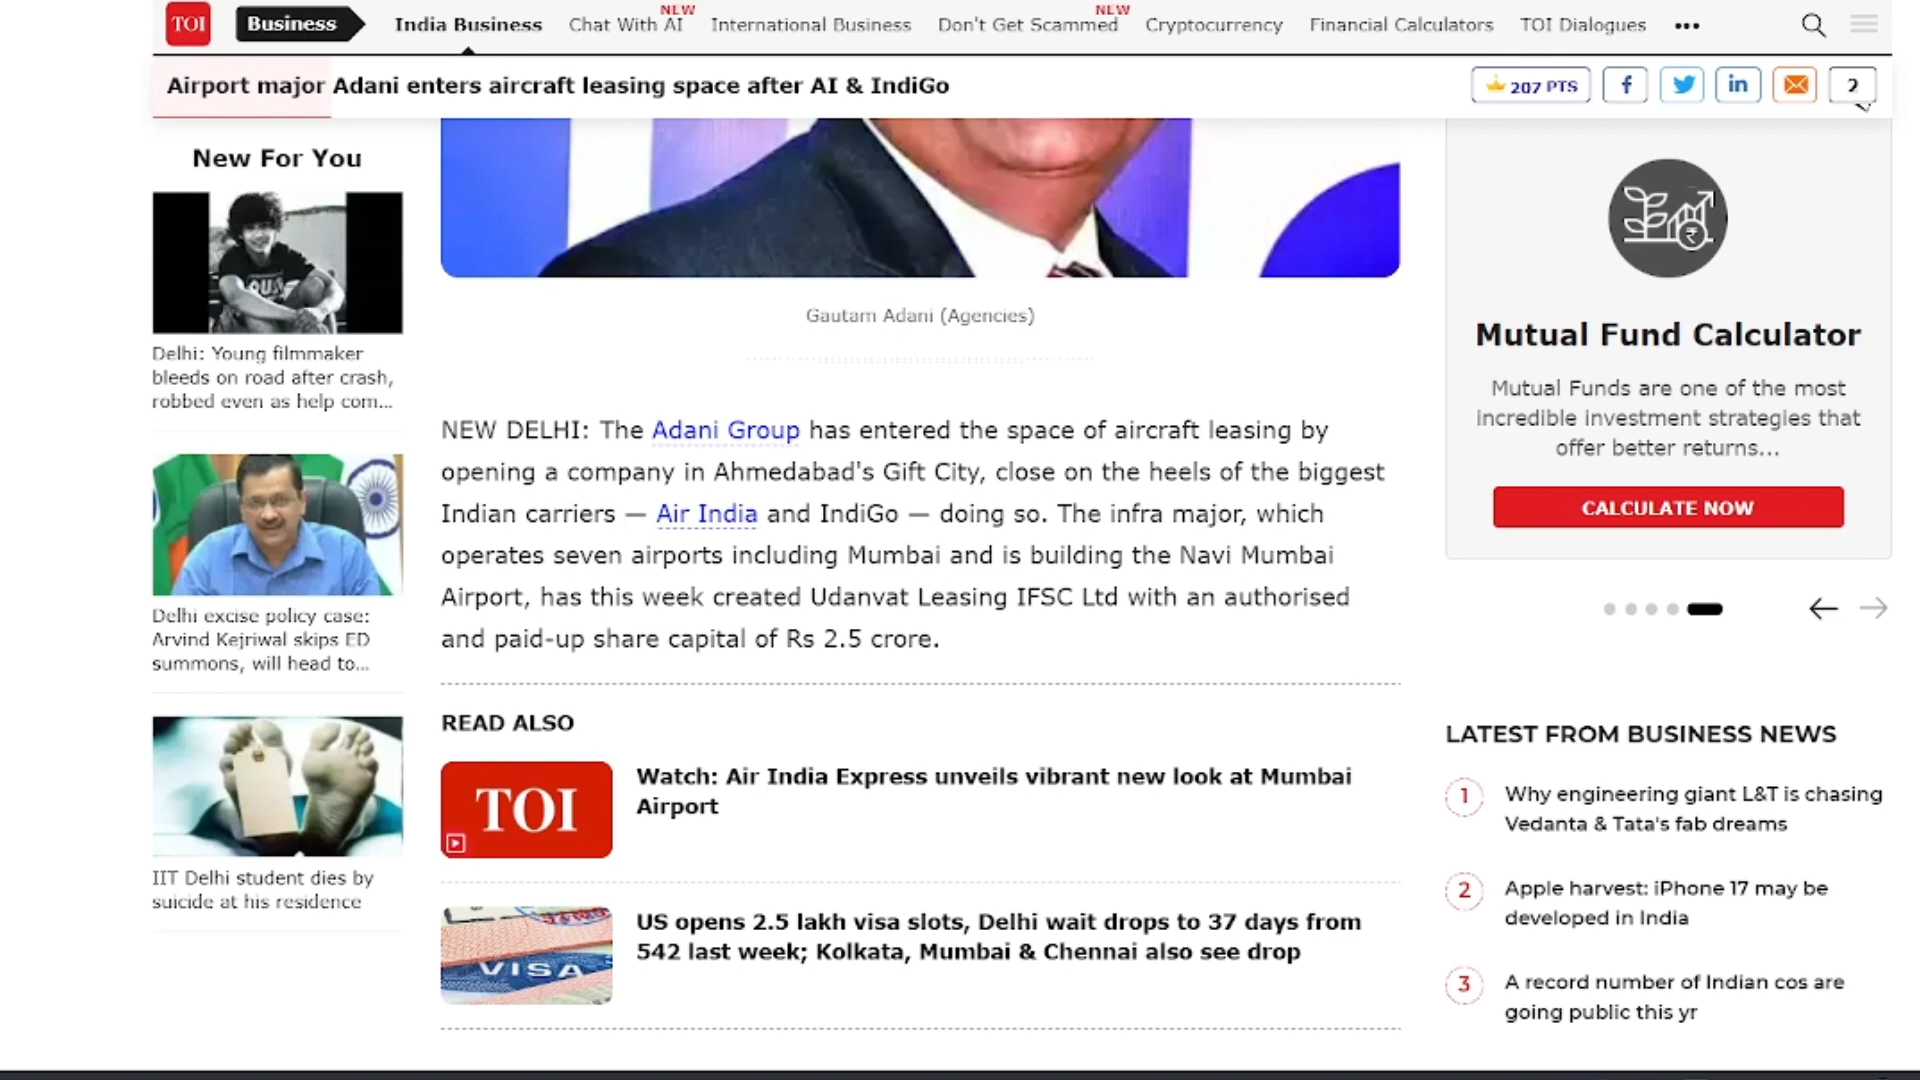 TOI
Business
India Business
Chat With AI
NEW
International Business
Don't Get Scammed
NEW
Cryptocurrency
Financial Calculators
TOI Dialogues
Airport major Adani enters aircraft leasing space after AI & IndiGo
207 PTS
2
New For You
Delhi: Young filmmaker
bleeds on road after crash,
robbed even as help com...
Delhi excise policy case:
Arvind Kejriwal skips ED
summons, will head to...
IIT Delhi student dies by
suicide at his residence
Gautam Adani (Agencies)
NEW DELHI: The Adani Group has entered the space of aircraft leasing by
opening a company in Ahmedabad's Gift City, close on the heels of the biggest
Indian carriers — Air India and IndiGo — doing so. The infra major, which
operates seven airports including Mumbai and is building the Navi Mumbai
Airport, has this week created Udanvat Leasing IFSC Ltd with an authorised
and paid-up share capital of Rs 2.5 crore.
READ ALSO
TOI
Watch: Air India Express unveils vibrant new look at Mumbai
Airport
VISA
US opens 2.5 lakh visa slots, Delhi wait drops to 37 days from
542 last week; Kolkata, Mumbai & Chennai also see drop
Mutual Fund Calculator
Mutual Funds are one of the most
incredible investment strategies that
offer better returns...
CALCULATE NOW
LATEST FROM BUSINESS NEWS
1
Why engineering giant L&T is chasing
Vedanta & Tata's fab dreams
2
Apple harvest: iPhone 17 may be
developed in India
3
A record number of Indian cos are
going public this yr